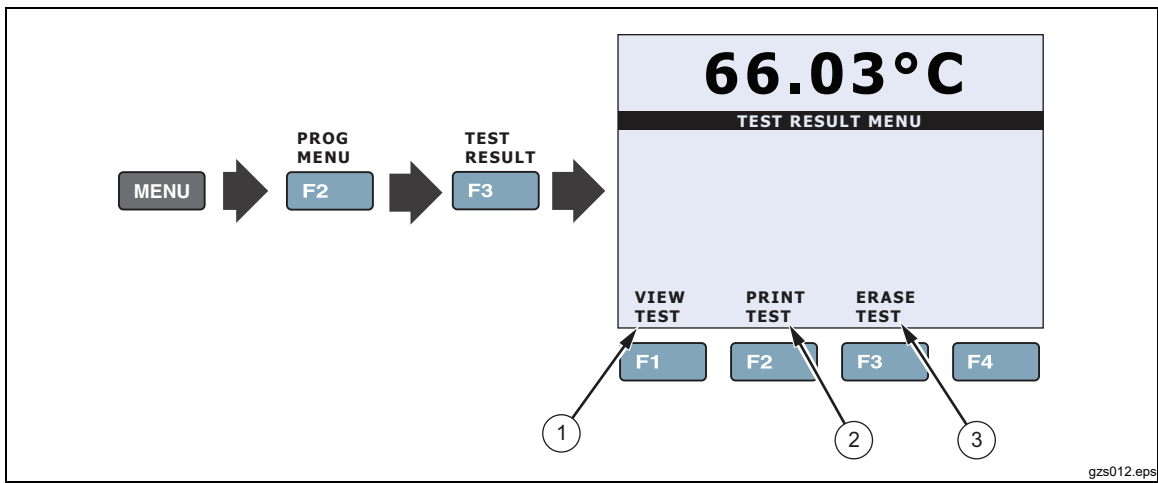 66.03°C
TEST RESULT MENU
PROG
MENU
TEST
RESULT
MENU
F2
F3
VIEW
TEST
PRINT
TEST
ERASE
TEST
F1
F2
F3
F4
1
2
3
gzs012.eps